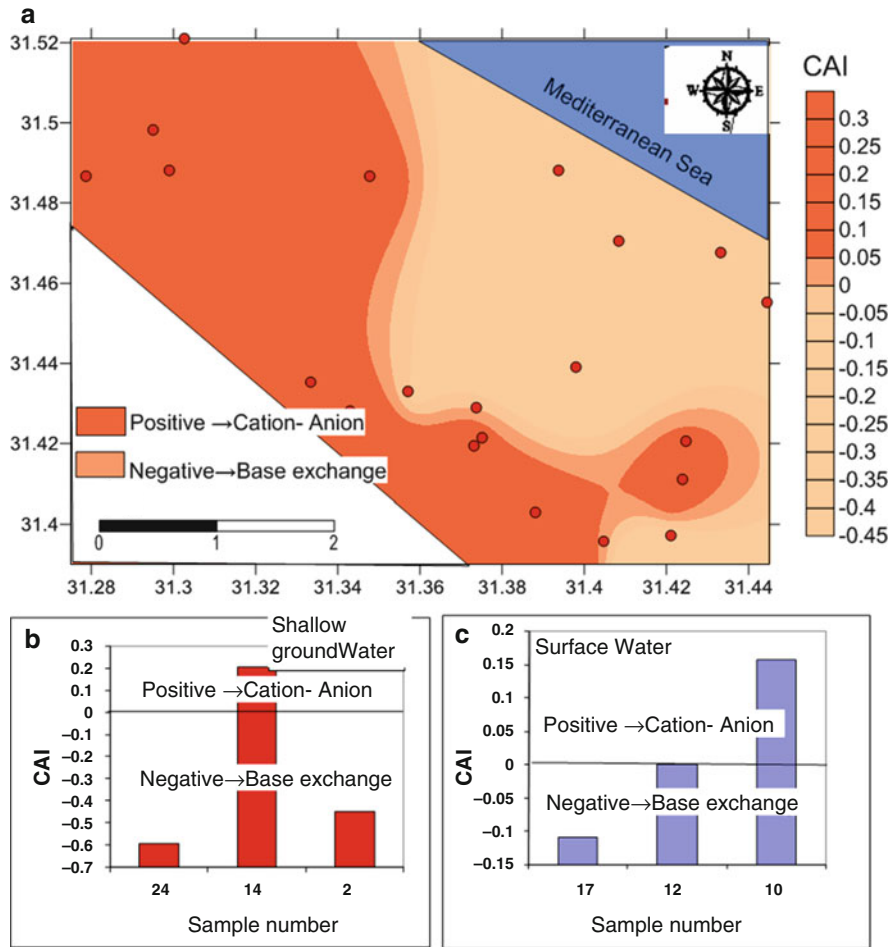 a
31.52
31.5
31.48
31.46
31.44
31.42
31.4
31.28
31.3
31.32
31.34
31.36
31.38
31.4
31.42
31.44
Mediterranean Sea
N
W E
S
CAI
0.3
0.25
0.2
0.15
0.1
0.05
0
-0.05
-0.1
-0.15
-0.2
-0.25
-0.3
-0.35
-0.4
-0.45
Positive →Cation- Anion
Negative→Base exchange
0 1 2
b
0.3
0.2
0.1
0
–0.1
–0.2
–0.3
–0.4
–0.5
–0.6
–0.7
CAI
Shallow
groundWater
Positive →Cation- Anion
Negative→Base exchange
24 14 2
Sample number
c
0.2
0.15
0.1
0.05
0
–0.05
–0.1
–0.15
CAI
Surface Water
Positive →Cation- Anion
Negative→Base exchange
17 12 10
Sample number